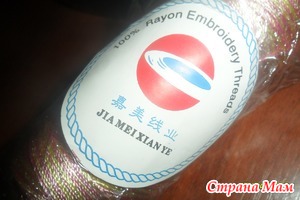 100% Rayon Embroidery Threads
嘉美线业
JIA MEI XIAN YE
Страна Мам